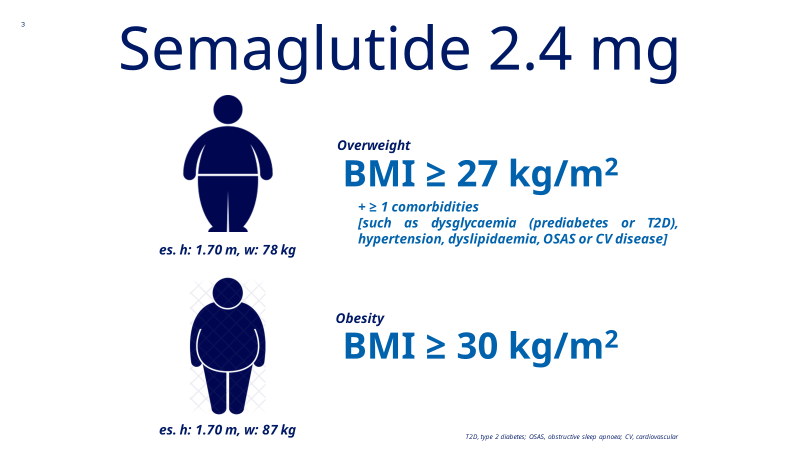 3
Semaglutide 2.4 mg
Overweight
BMI ≥ 27 kg/m²
+ ≥ 1 comorbidities
[such as dysglycaemia (prediabetes or T2D),
hypertension, dyslipidaemia, OSAS or CV disease]
es. h: 1.70 m, w: 78 kg
Obesity
BMI ≥ 30 kg/m²
es. h: 1.70 m, w: 87 kg
T2D, type 2 diabetes; OSAS, obstructive sleep apnoea; CV, cardiovascular